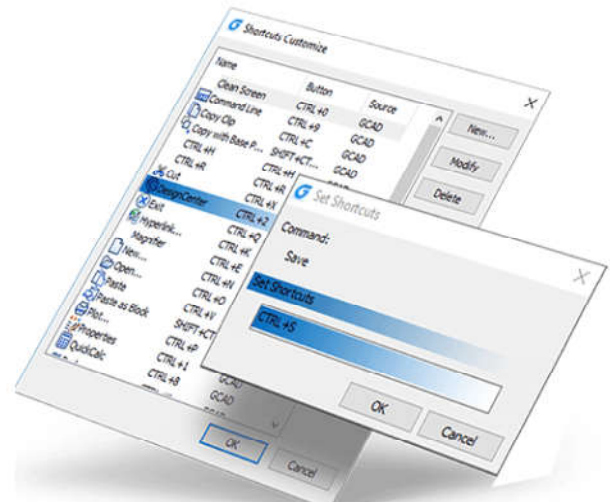 Shortcuts Customize
Name Button Source
Clean Screen CTRL+0 GCAD
Command Line CTRL+9 GCAD
Copy Clip CTRL+C GCAD
Copy with Base P... SHIFT+CT... GCAD
CTRL+H CTRL+H GCAD
CTRL+R CTRL+R
Cut CTRL+X
DesignCenter CTRL+2
Exit CTRL+Q
Hyperlink... CTRL+K
Magnifier CTRL+E
New... CTRL+N
Open... CTRL+O
Paste CTRL+V
Paste as Block SHIFT+CT
Plot... CTRL+P
Properties CTRL+1
QuickCalc CTRL+8 GCAD
GCAD
New...
Modify
Delete
OK
Cancel
Set Shortcuts
Command:
Save
Set Shortcuts
CTRL+S
OK
Cancel